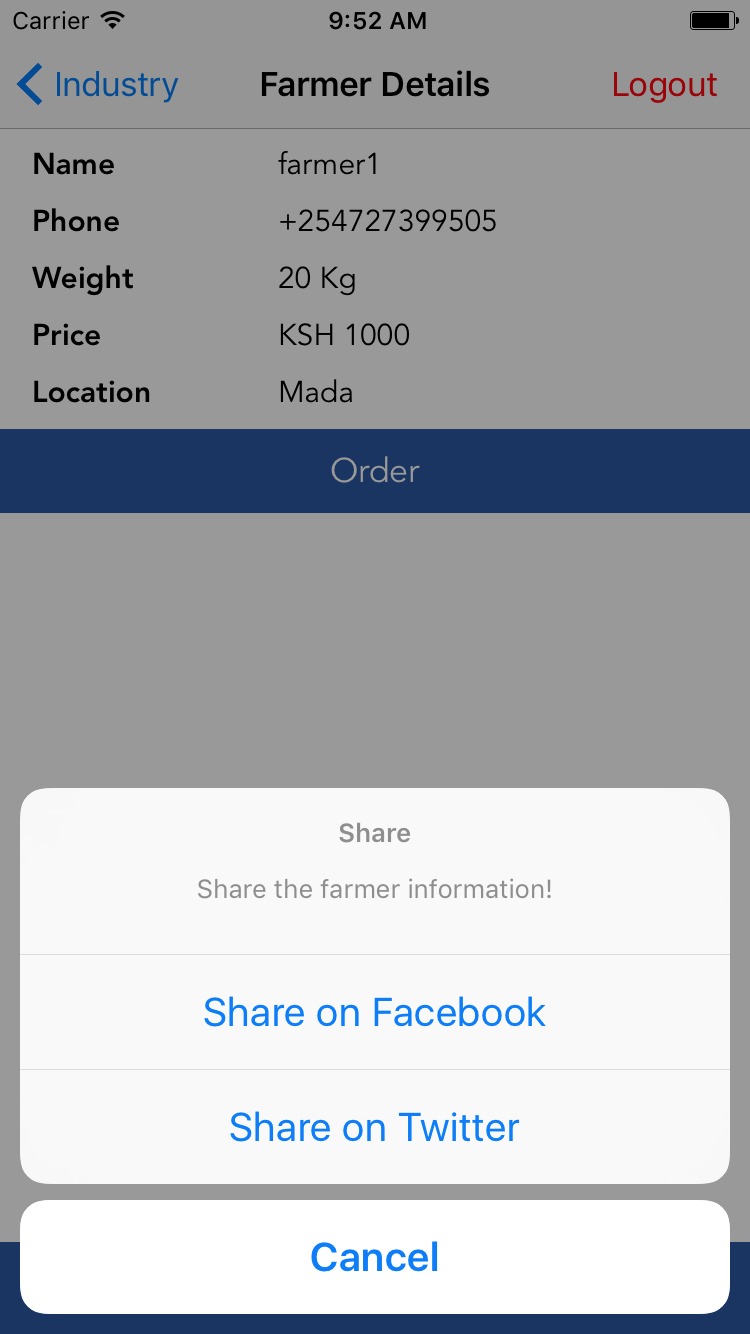 Carrier 9:52 AM
Industry Farmer Details Logout
Name farmer1
Phone +254727399505
Weight 20 Kg
Price KSH 1000
Location Mada
Order
Share
Share the farmer information!
Share on Facebook
Share on Twitter
Cancel